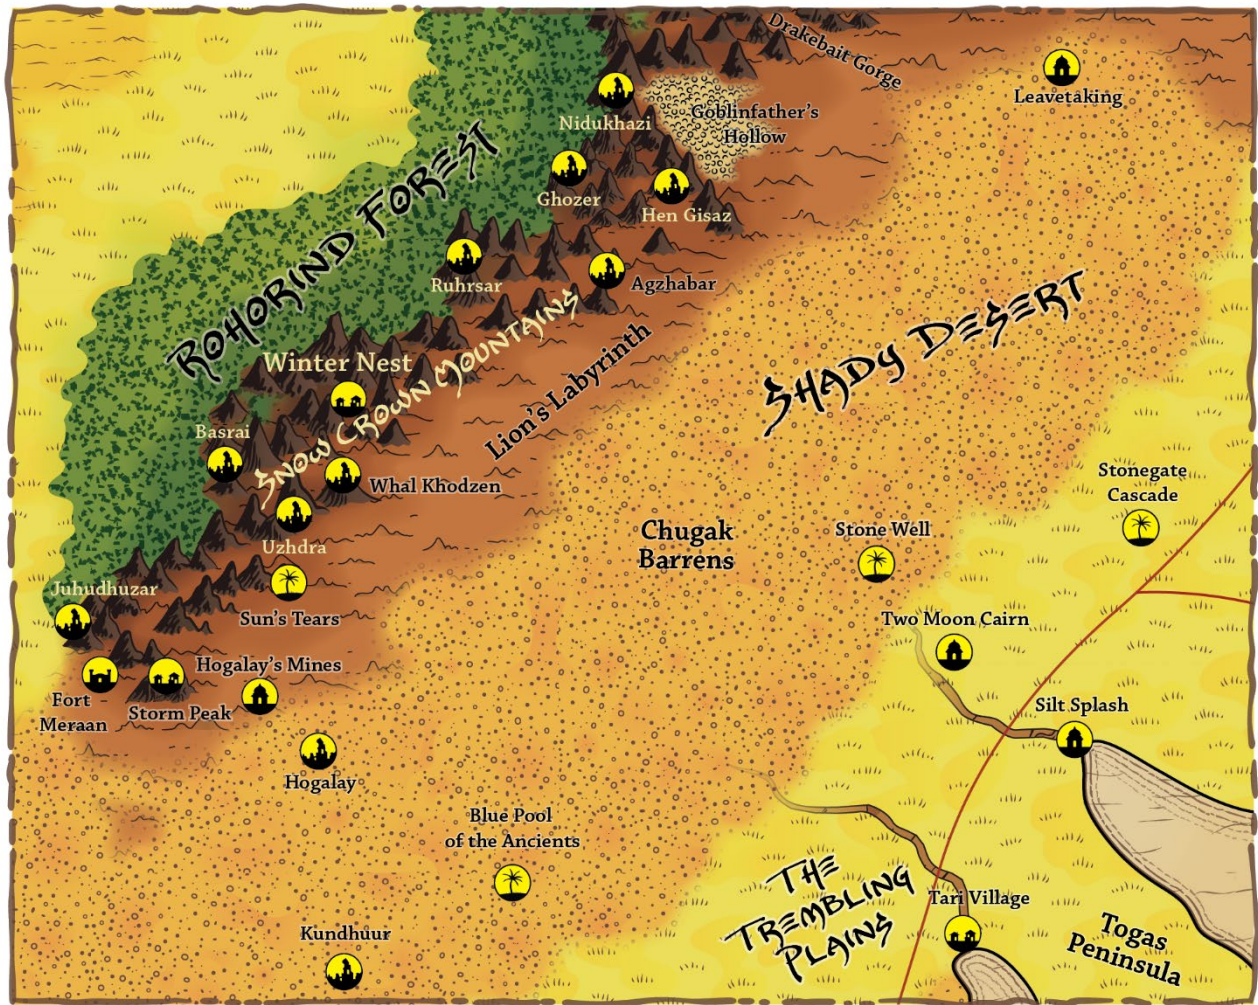 Drakebait Gorge
Leavetaking
Nidukhazi
Goblinfather's
Hollow
Ghozer
Hen Gisaz
Rohorind Forest
Ruhrsar
Agzhabar
Shady Desert
Winter Nest
Snow Crown Mountains
Lion's Labyrinth
Basrai
Whal Khodzen
Stonegate
Cascade
Uzhdra
Chugak
Barrens
Stone Well
Juhudhuzar
Sun's Tears
Two Moon Cairn
Hogalay's Mines
Fort
Meraan
Storm Peak
Silt Splash
Hogalay
Blue Pool
of the Ancients
The
Trembling
Plains
Tari Village
Kundhuur
Togas
Peninsula